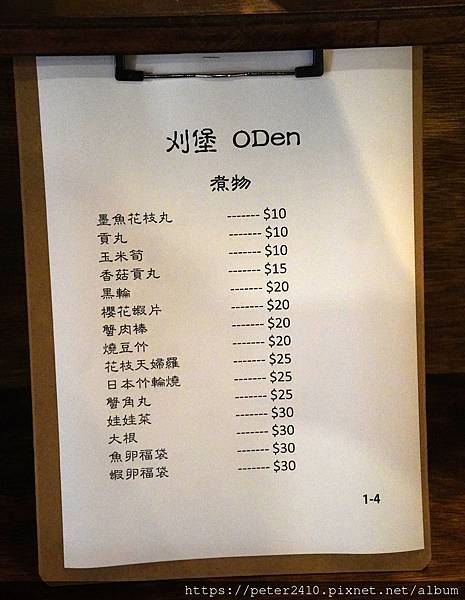 刈堡 ODen
煮物
墨魚花枝丸 ------- $10
貢丸 ------- $10
玉米筍 ------- $10
香菇貢丸 ------- $15
黑輪 ------- $20
櫻花蝦片 ------- $20
蟹肉棒 ------- $20
燒豆竹 ------- $20
花枝天婦羅 ------- $25
日本竹輪燒 ------- $25
蟹角丸 ------- $25
娃娃菜 ------- $30
大根 ------- $30
魚卵福袋 ------- $30
蝦卵福袋 ------- $30
1-4
https://peter2410.pixnet.net/album